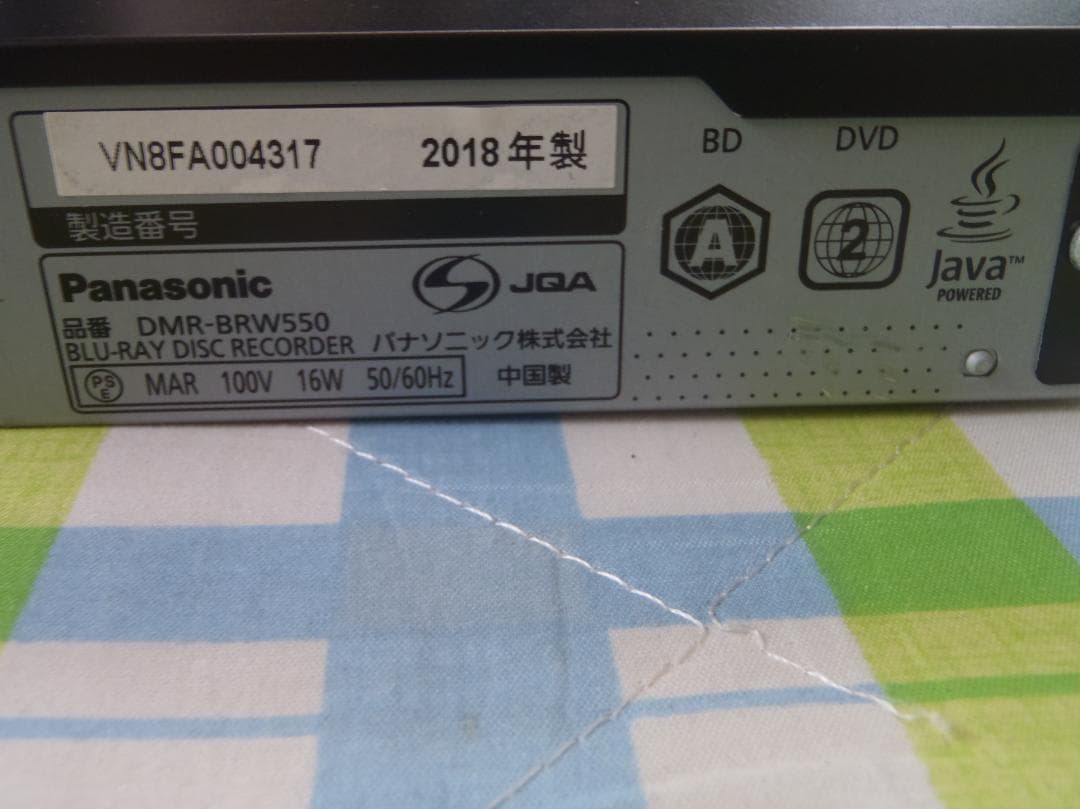 VN8FA004317 2018年製
製造番号
Panasonic JQA
品番 DMR-BRW550
BLU-RAY DISC RECORDER パナソニック株式会社
PS E MAR 100V 16W 50/60Hz 中国製
BD DVD
A 2
Java™
POWERED